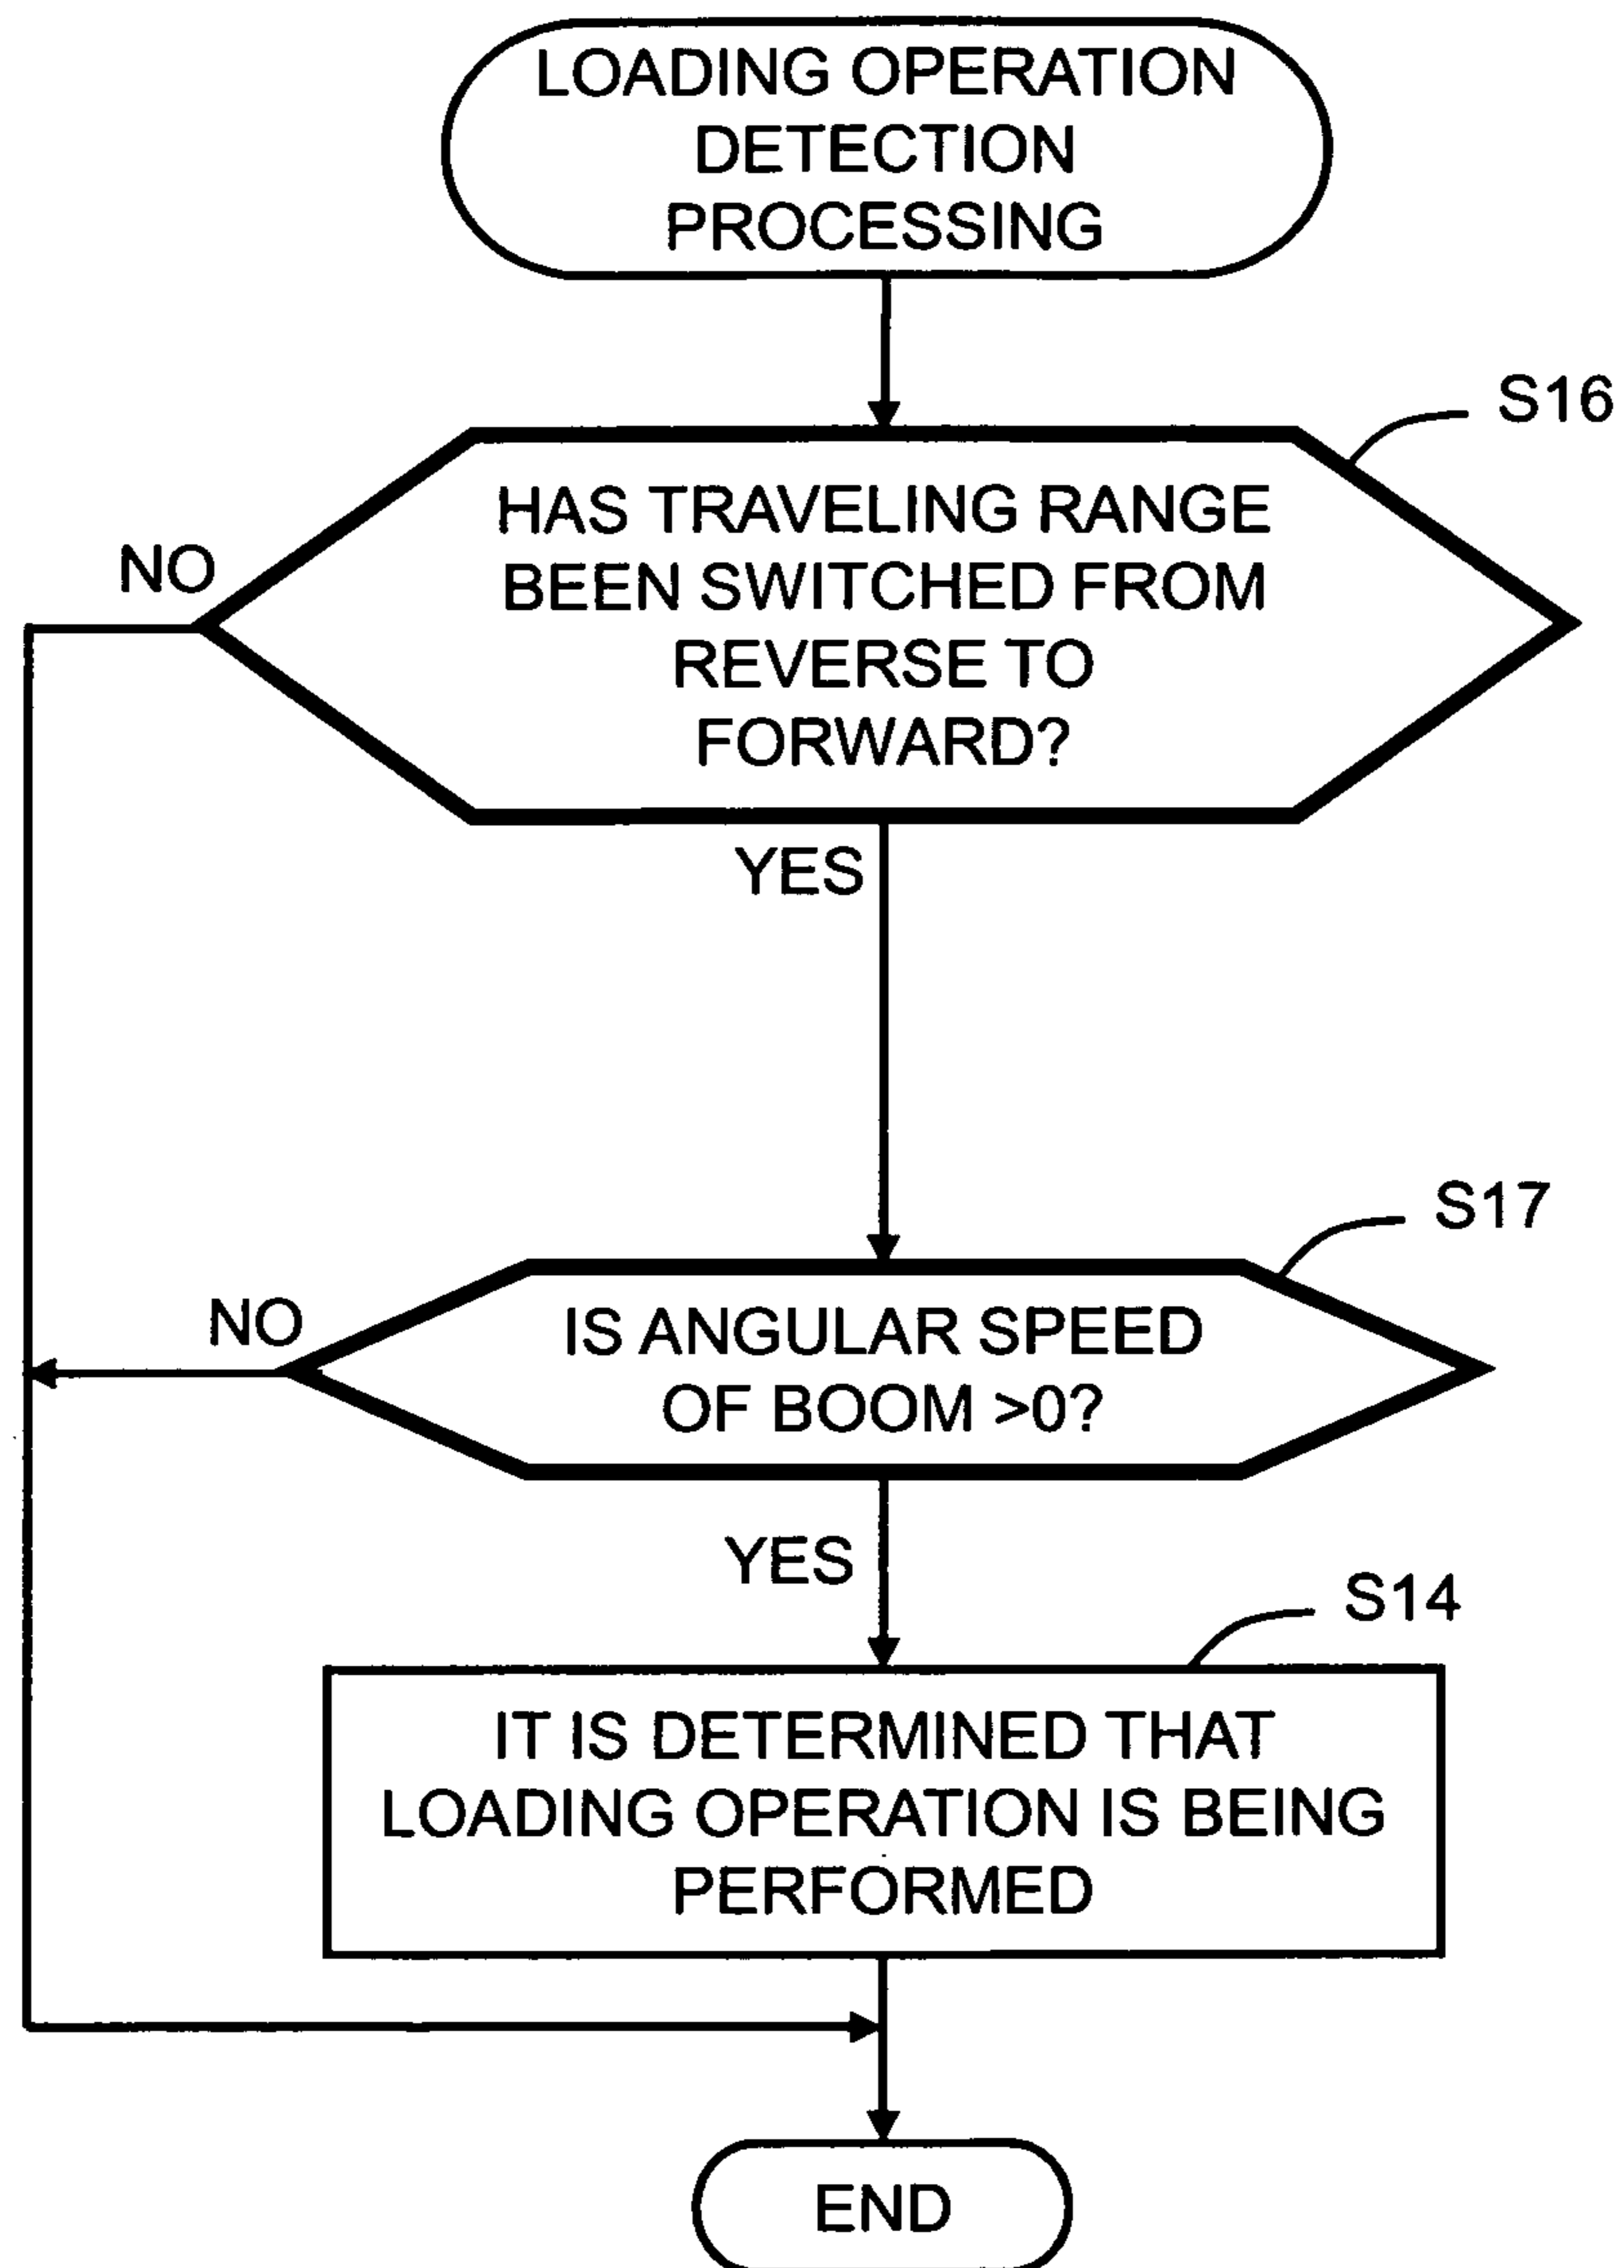 LOADING OPERATION
DETECTION
PROCESSING
S16
HAS TRAVELING RANGE
BEEN SWITCHED FROM
REVERSE TO
FORWARD?
NO
YES
S17
IS ANGULAR SPEED
OF BOOM >0?
NO
YES
S14
IT IS DETERMINED THAT
LOADING OPERATION IS BEING
PERFORMED
END